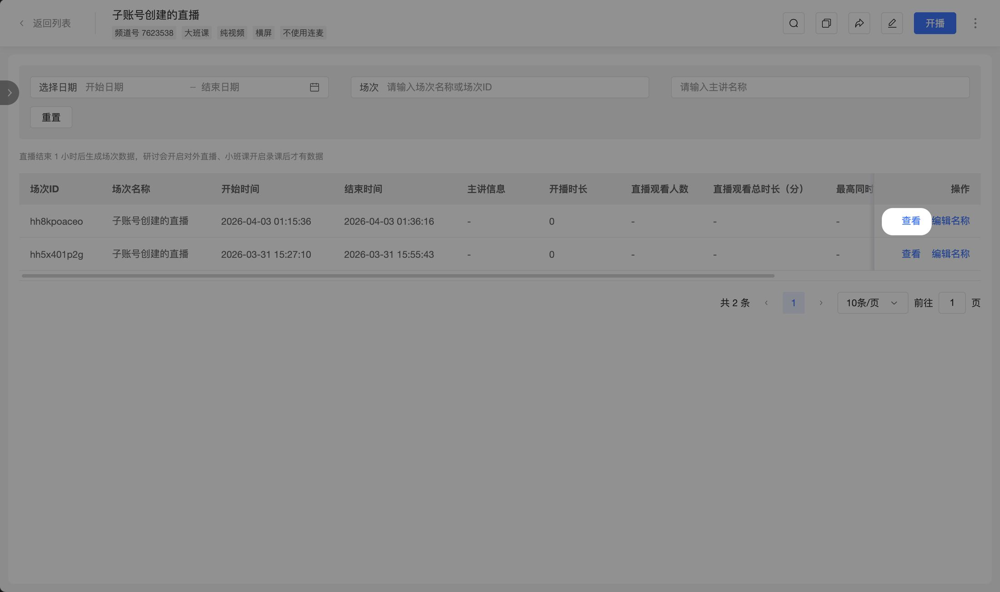 返回列表
子账号创建的直播
频道号 7623538 大班课 纯视频 横屏 不使用连麦
开播
选择日期 开始日期 – 结束日期
场次 请输入场次名称或场次ID
请输入主讲名称
重置
直播结束 1 小时后生成场次数据，研讨会开启对外直播、小班课开启录课后才有数据
场次ID 场次名称 开始时间 结束时间 主讲信息 开播时长 直播观看人数 直播观看总时长（分） 最高同时 操作
hh8kpoaceo 子账号创建的直播 2026-04-03 01:15:36 2026-04-03 01:36:16 - 0 - - - 查看 编辑名称
hh5x401p2g 子账号创建的直播 2026-03-31 15:27:10 2026-03-31 15:55:43 - 0 - - - 查看 编辑名称
共 2 条 1 10条/页 前往 1 页